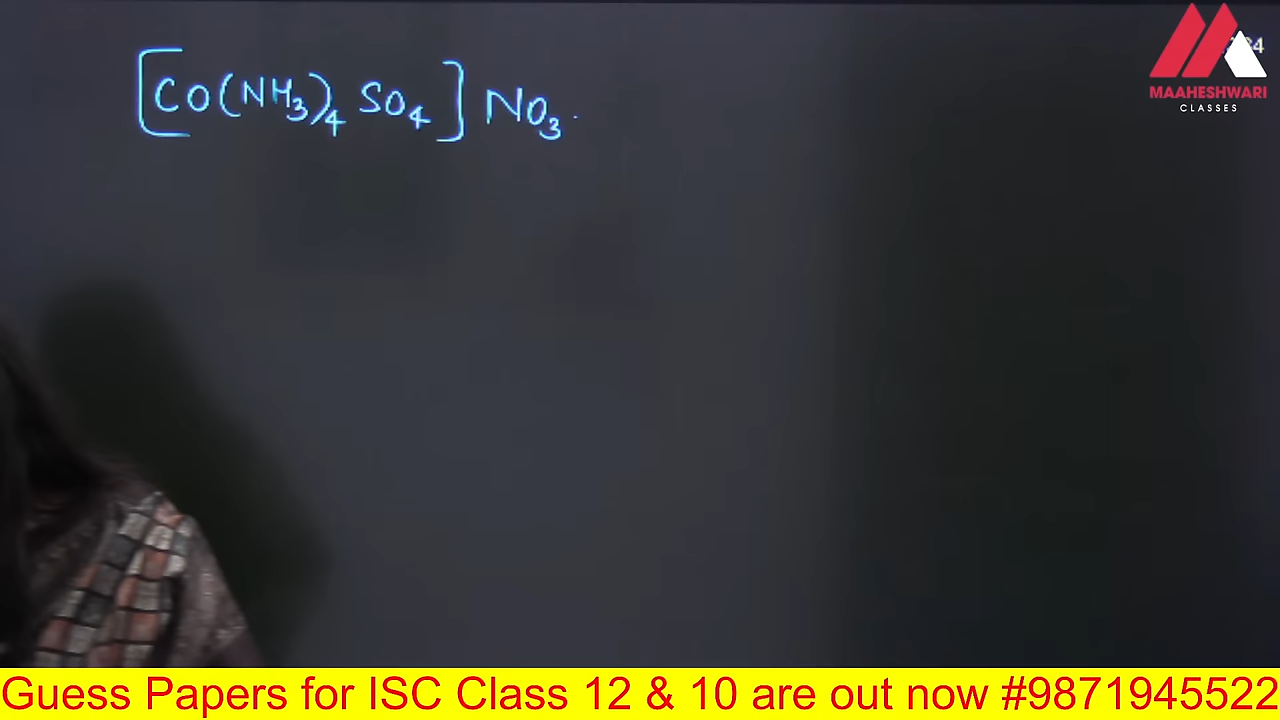 [Co(NH₃)₄ SO₄] NO₃.
MAAHESHWARI
CLASSES
Guess Papers for ISC Class 12 & 10 are out now #9871945522